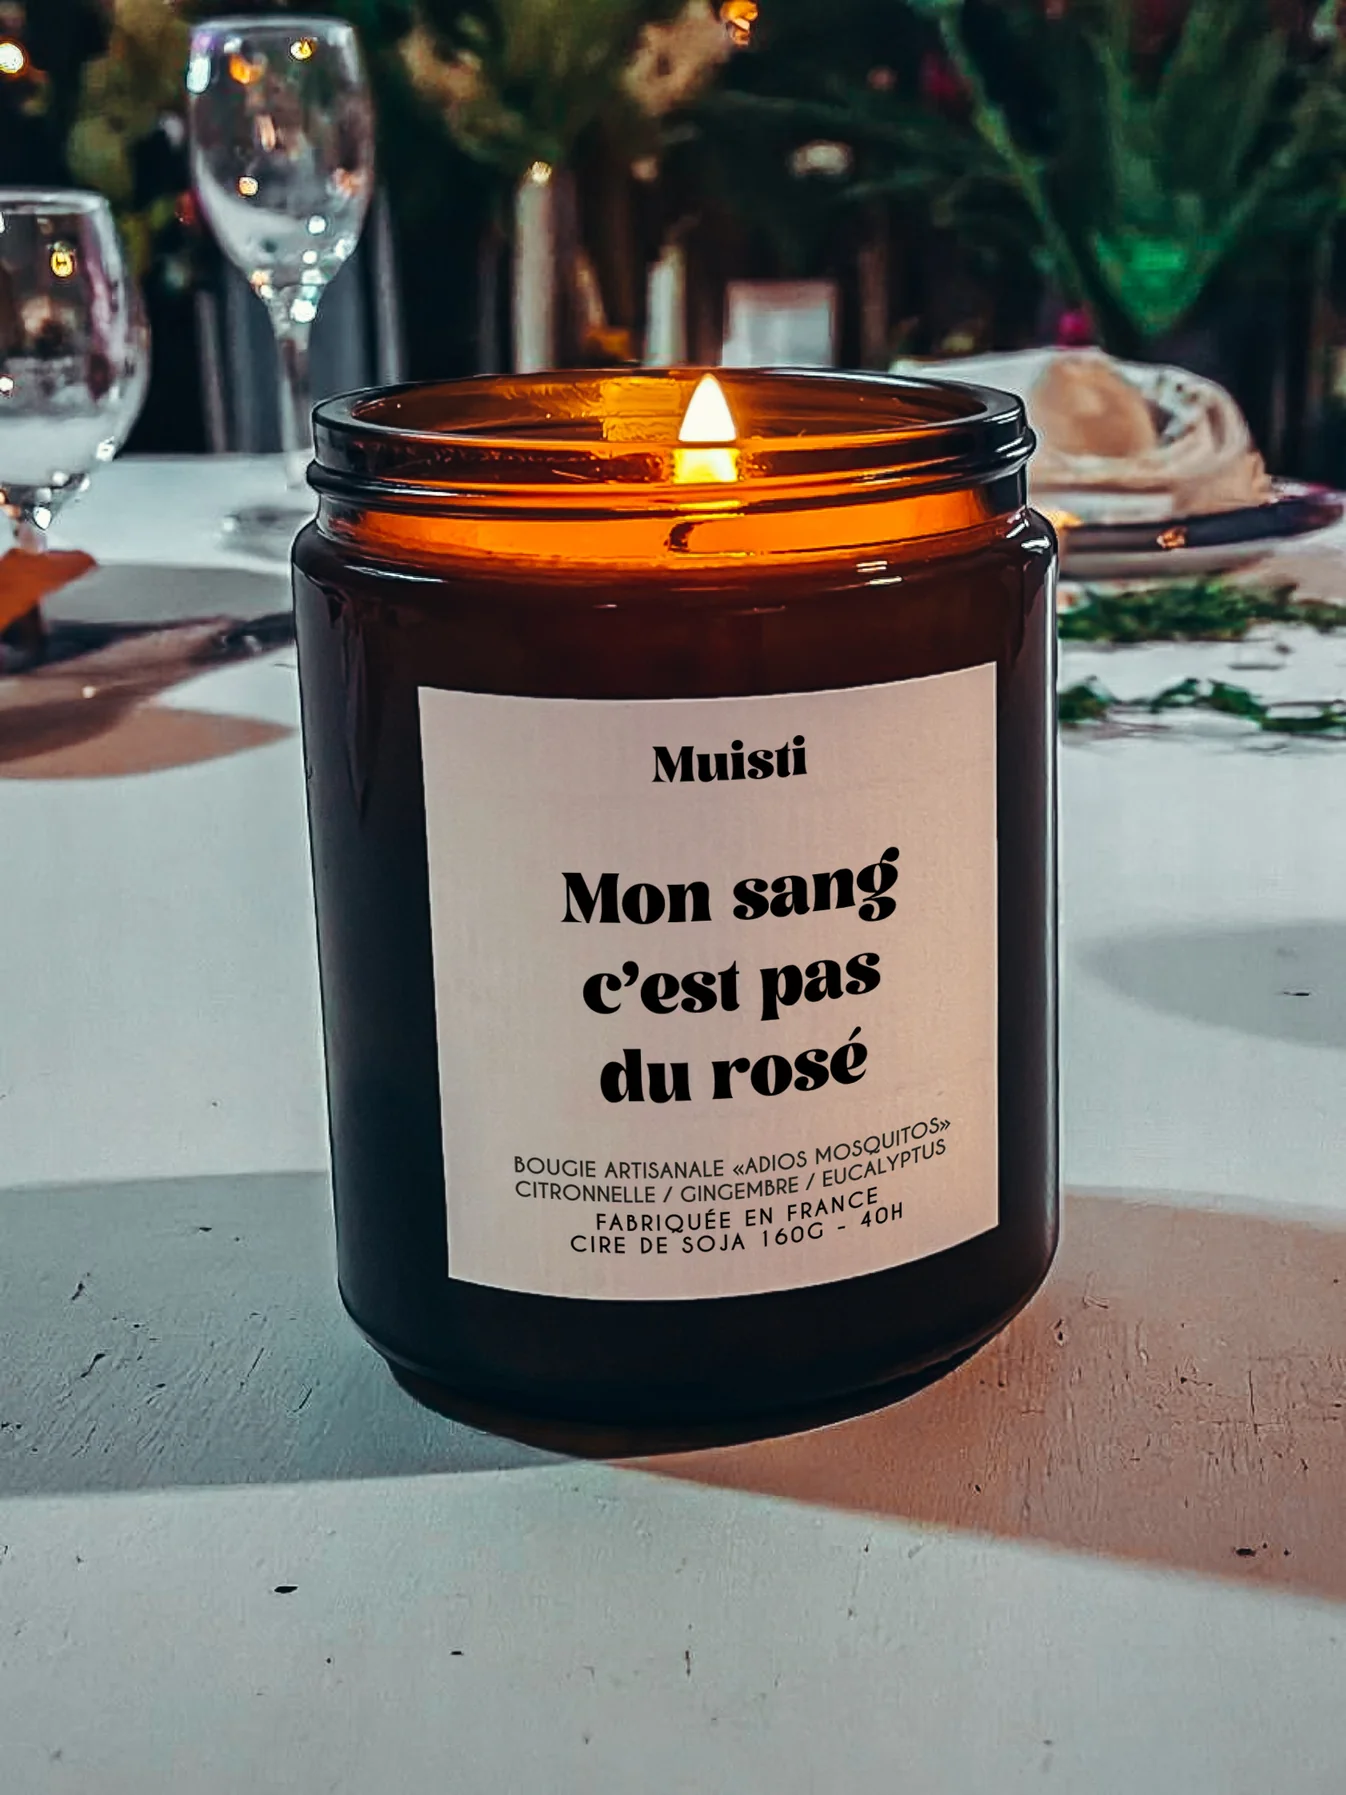 Muisti
Mon sang
c'est pas
du rosé
BOUGIE ARTISANALE «ADIOS MOSQUITOS»
CITRONNELLE / GINGEMBRE / EUCALYPTUS
FABRIQUÉE EN FRANCE
CIRE DE SOJA 160G - 40H